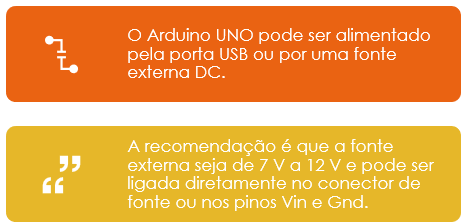 O Arduino UNO pode ser alimentado
pela porta USB ou por uma fonte
externa DC.
A recomendação é que a fonte
externa seja de 7 V a 12 V e pode ser
ligada diretamente no conector de
fonte ou nos pinos Vin e Gnd.